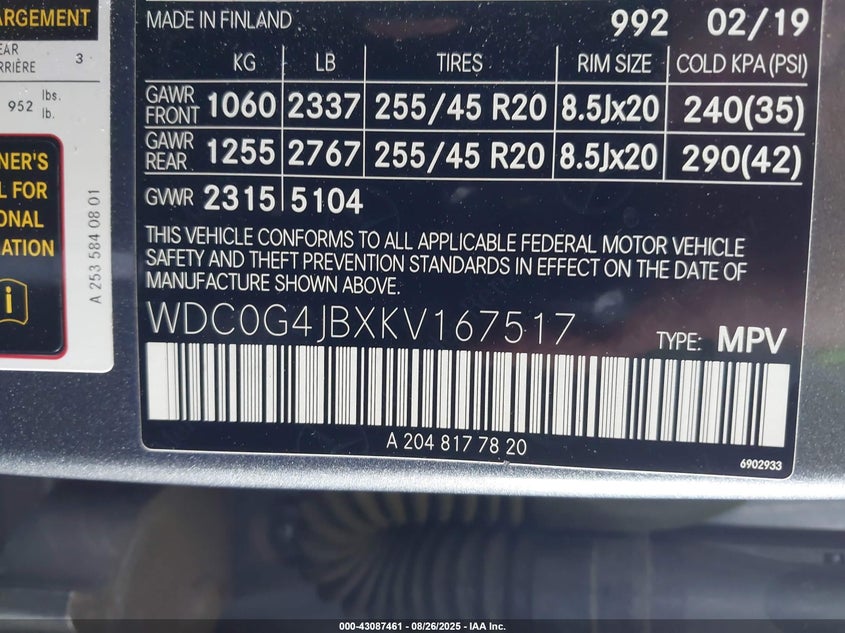 ARGEMENT
EAR
RRIÈRE 3
952 lbs.
lb.
NER'S
L FOR
ONAL
ATION
i
A 253 584 08 01
MADE IN FINLAND 992 02/19
KG LB TIRES RIM SIZE COLD KPA (PSI)
GAWR FRONT 1060 2337 255/45 R20 8.5Jx20 240(35)
GAWR REAR 1255 2767 255/45 R20 8.5Jx20 290(42)
GVWR 2315 5104
THIS VEHICLE CONFORMS TO ALL APPLICABLE FEDERAL MOTOR VEHICLE
SAFETY AND THEFT PREVENTION STANDARDS IN EFFECT ON THE DATE OF
MANUFACTURE SHOWN ABOVE.
WDC0G4JBXKV167517 TYPE: MPV
A 204 817 78 20
6902933
000-43087461 - 08/26/2025 - IAA Inc.